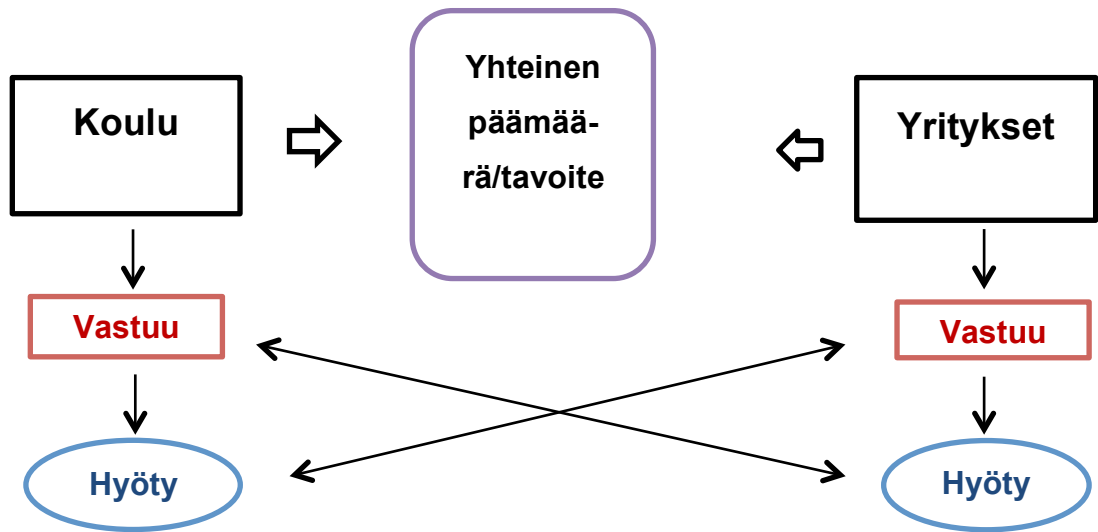 Koulu
Yhteinen
päämää-
rä/tavoite
Yritykset
Vastuu
Vastuu
Hyöty
Hyöty